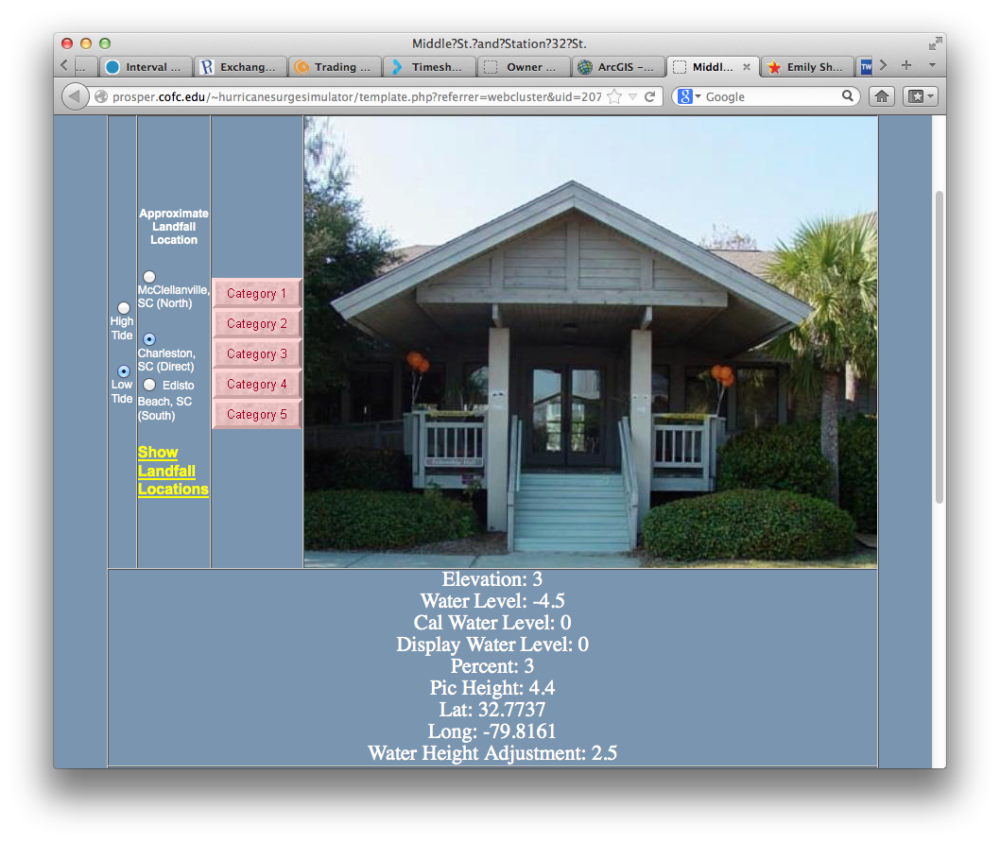 Middle?St.?and?Station?32?St.
...
Interval ...
Exchang...
Trading ...
Timesh...
Owner ...
ArcGIS -...
Middl...
Emily Sh...
TW
prosper.cofc.edu/~hurricanesurgesimulator/template.php?referrer=webcluster&uid=207
Google
High
Tide
Low
Tide
Approximate
Landfall
Location
McClellanville,
SC (North)
Charleston,
SC (Direct)
Edisto
Beach, SC
(South)
Show
Landfall
Locations
Category 1
Category 2
Category 3
Category 4
Category 5
Fellowship Hall
Elevation: 3
Water Level: -4.5
Cal Water Level: 0
Display Water Level: 0
Percent: 3
Pic Height: 4.4
Lat: 32.7737
Long: -79.8161
Water Height Adjustment: 2.5